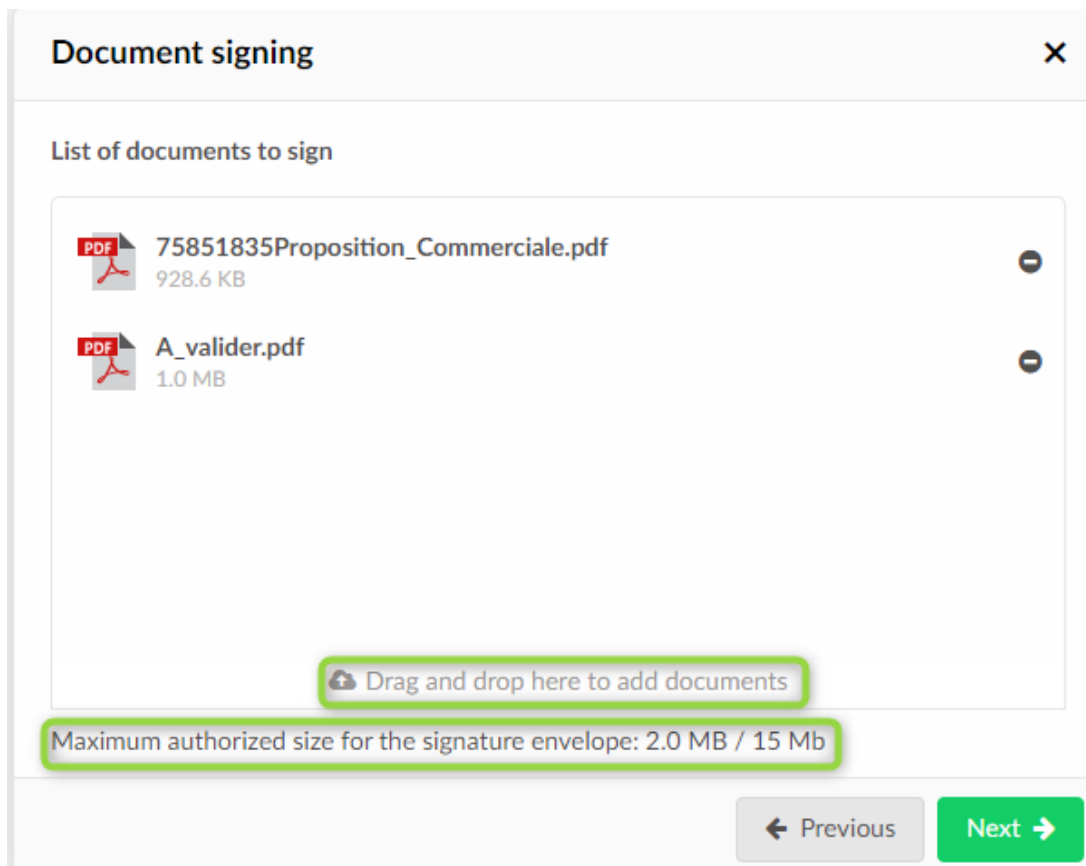 Document signing
List of documents to sign
PDF
75851835Proposition_Commerciale.pdf
928.6 KB
PDF
A_valider.pdf
1.0 MB
Drag and drop here to add documents
Maximum authorized size for the signature envelope: 2.0 MB / 15 Mb
Previous
Next